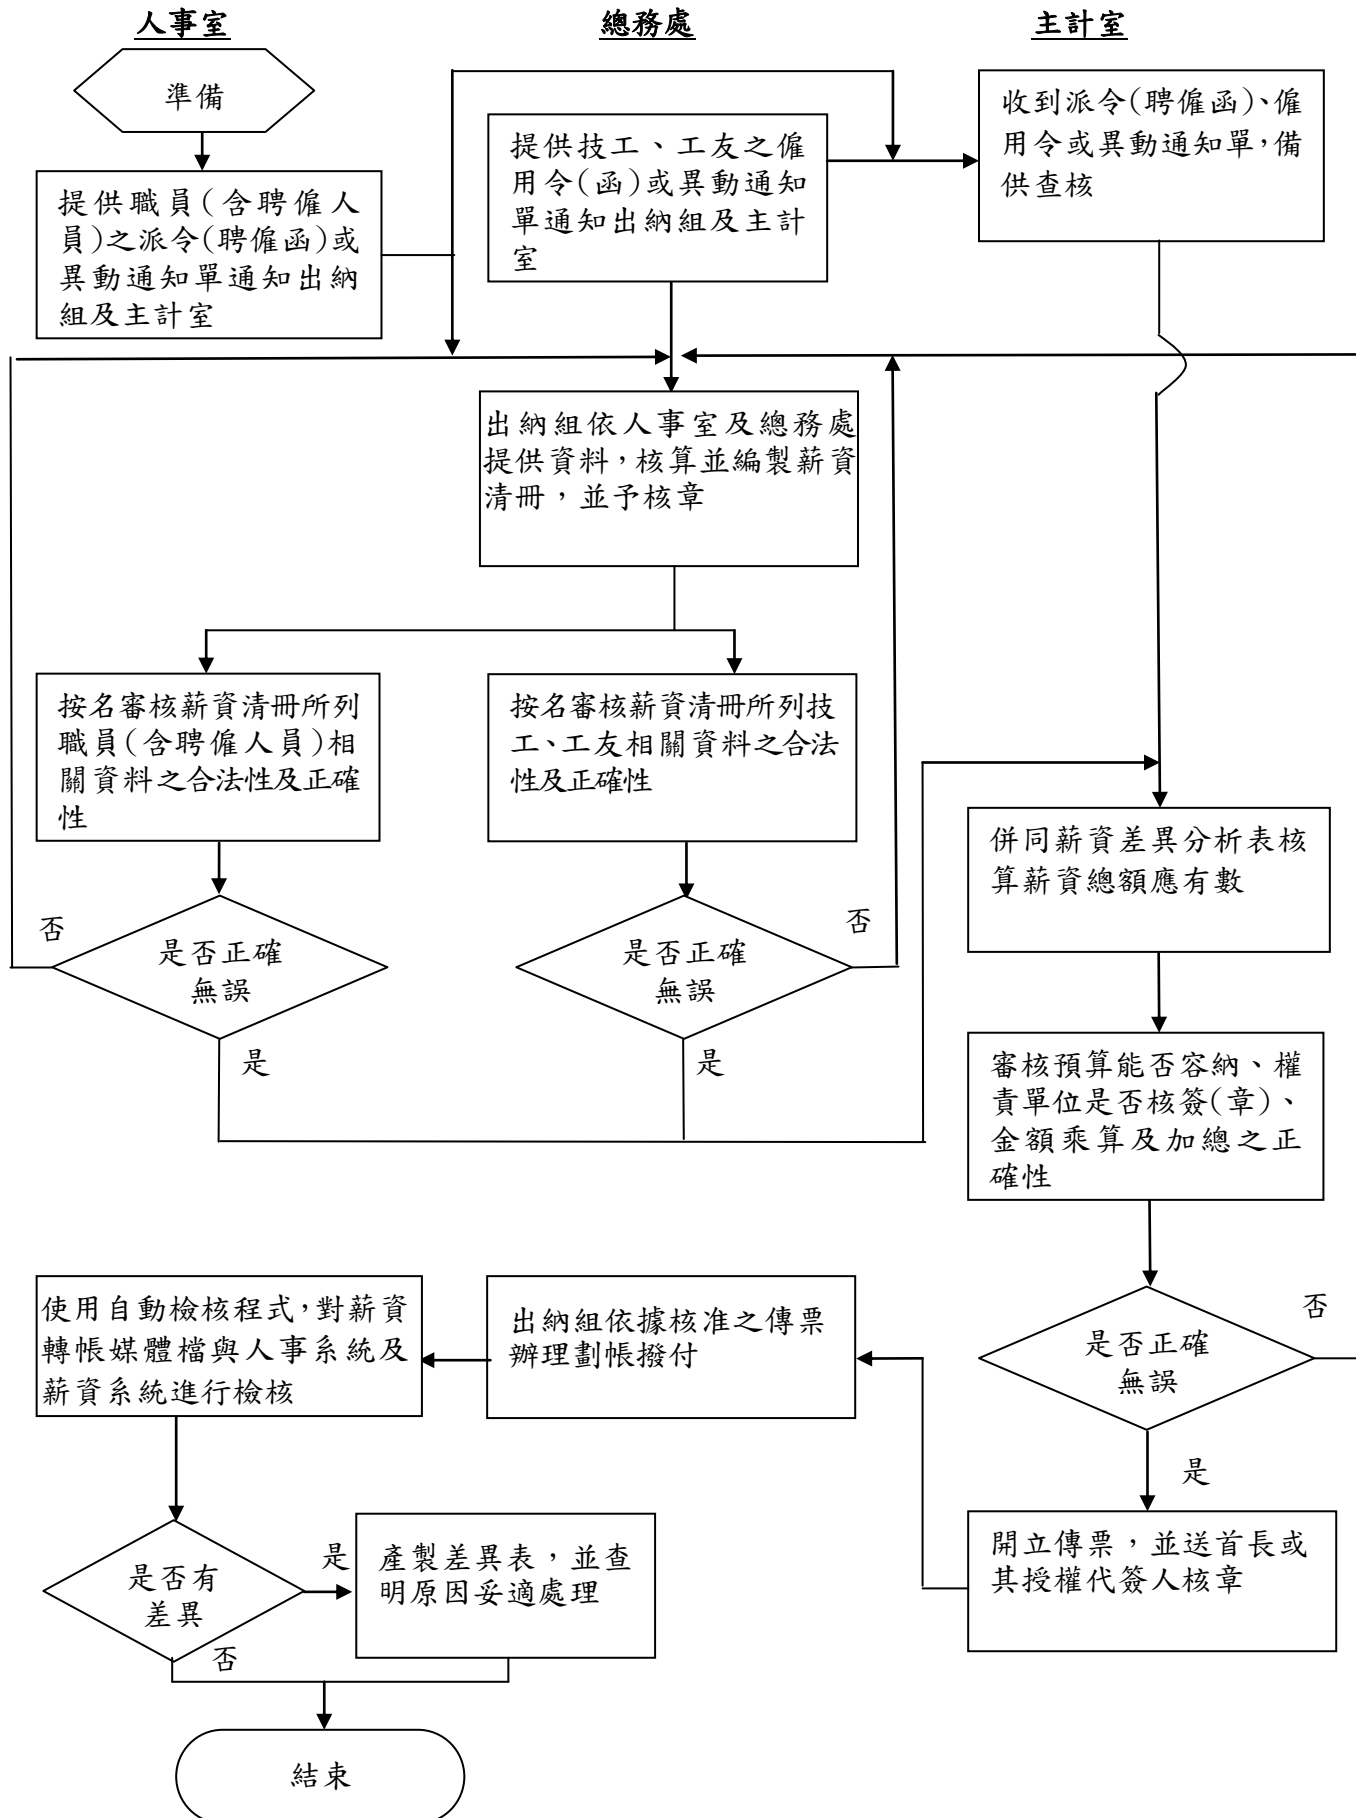 人事室
總務處
主計室
準備
提供職員(含聘僱人
員)之派令(聘僱函)或
異動通知單通知出納
組及主計室
提供技工、工友之僱
用令(函)或異動通知
單通知出納組及主計
室
收到派令(聘僱函)、僱
用令或異動通知單,備
供查核
出納組依人事室及總務處
提供資料,核算並編製薪資
清冊,並予核章
按名審核薪資清冊所列
職員(含聘僱人員)相
關資料之合法性及正確
性
按名審核薪資清冊所列技
工、工友相關資料之合法
性及正確性
併同薪資差異分析表核
算薪資總額應有數
否
是否正確
無誤
是
否
是否正確
無誤
是
審核預算能否容納、權
責單位是否核簽(章)、
金額乘算及加總之正
確性
使用自動檢核程式,對薪資
轉帳媒體檔與人事系統及
薪資系統進行檢核
出納組依據核准之傳票
辦理劃帳撥付
否
是否正確
無誤
是
是否有
差異
是
否
產製差異表,並查
明原因妥適處理
開立傳票,並送首長或
其授權代簽人核章
結束